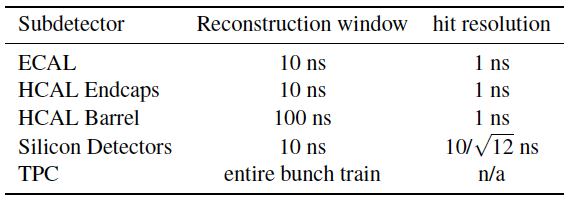 Subdetector Reconstruction window hit resolution
ECAL 10 ns 1 ns
HCAL Endcaps 10 ns 1 ns
HCAL Barrel 100 ns 1 ns
Silicon Detectors 10 ns 10/√12 ns
TPC entire bunch train n/a